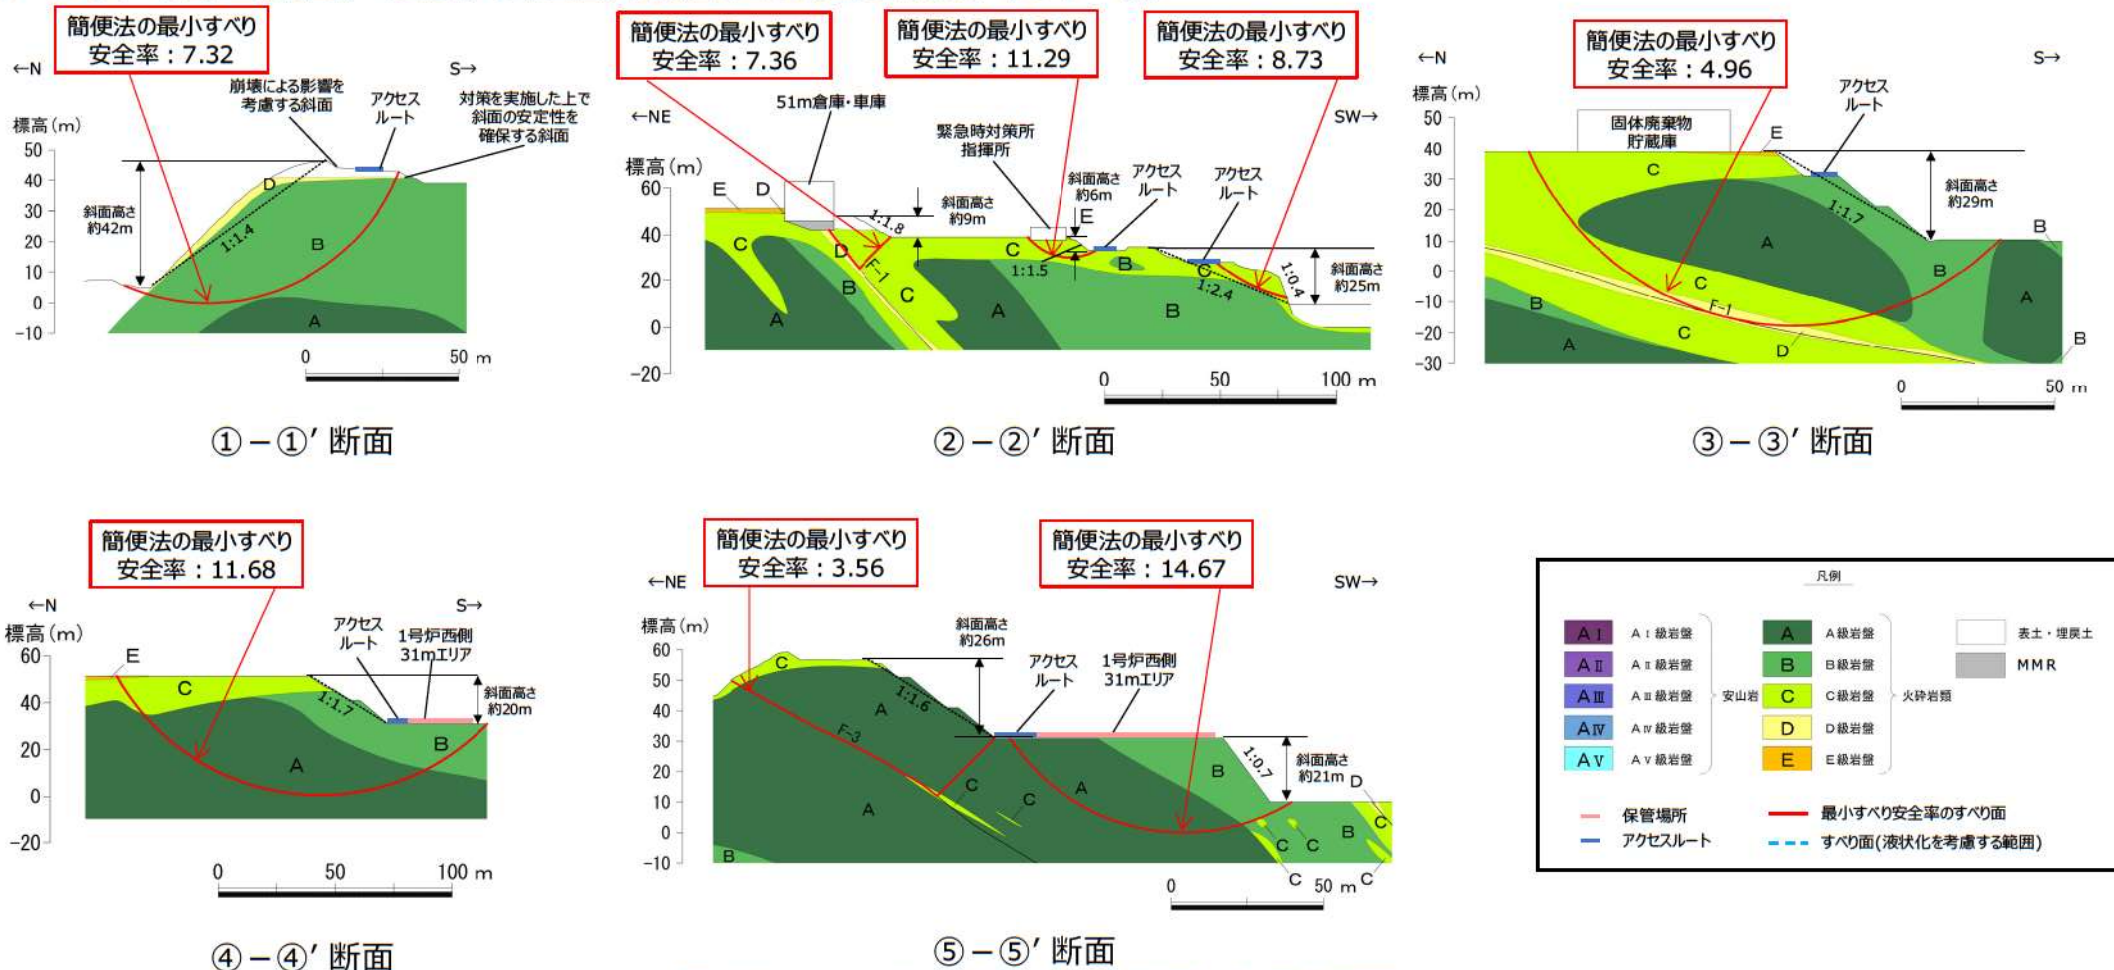 簡便法の最小すべり
安全率：7.32
←N
S→
崩壊による影響を
考慮する斜面
アクセス
ルート
対策を実施した上で
斜面の安定性を
確保する斜面
標高(m)
50
40
30
20
10
0
-10
斜面高さ
約42m
1:1.4
D
B
A
0
50 m
①－①′断面
簡便法の最小すべり
安全率：7.36
簡便法の最小すべり
安全率：11.29
簡便法の最小すべり
安全率：8.73
←NE
SW→
51m倉庫・車庫
緊急時対策所
指揮所
標高(m)
60
40
20
0
-20
E
D
1:1.8
斜面高さ
約9m
斜面高さ
約6m
E
アクセス
ルート
アクセス
ルート
C
D
F-1
B
C
A
C
1:1.5
A
B
C
1:2.4
1:0.4
斜面高さ
約25m
B
0
50
100 m
②－②′断面
簡便法の最小すべり
安全率：4.96
←N
S→
標高(m)
50
40
30
20
10
0
-10
-20
-30
固体廃棄物
貯蔵庫
E
アクセス
ルート
C
1:1.7
斜面高さ
約29m
A
B
B
C
F-1
B
C
A
D
A
B
0
50 m
③－③′断面
簡便法の最小すべり
安全率：11.68
←N
S→
標高(m)
60
40
20
0
-20
E
アクセス
ルート
1号炉西側
31mエリア
C
1:1.7
斜面高さ
約20m
B
A
0
50
100 m
④－④′断面
簡便法の最小すべり
安全率：3.56
簡便法の最小すべり
安全率：14.67
←NE
SW→
標高(m)
60
50
40
30
20
10
0
-10
C
斜面高さ
約26m
アクセス
ルート
1号炉西側
31mエリア
A
1:1.6
F-3
B
1:0.7
斜面高さ
約21m
D
C
C
A
A
C
C
C
B
B
C
C
0
50 m
⑤－⑤′断面
凡例
AⅠ AⅠ級岩盤
AⅡ AⅡ級岩盤
AⅢ AⅢ級岩盤
AⅣ AⅣ級岩盤
AⅤ AⅤ級岩盤
安山岩
A A級岩盤
B B級岩盤
C C級岩盤
D D級岩盤
E E級岩盤
火砕岩類
表土・埋戻土
MMR
保管場所
アクセスルート
最小すべり安全率のすべり面
すべり面(液状化を考慮する範囲)